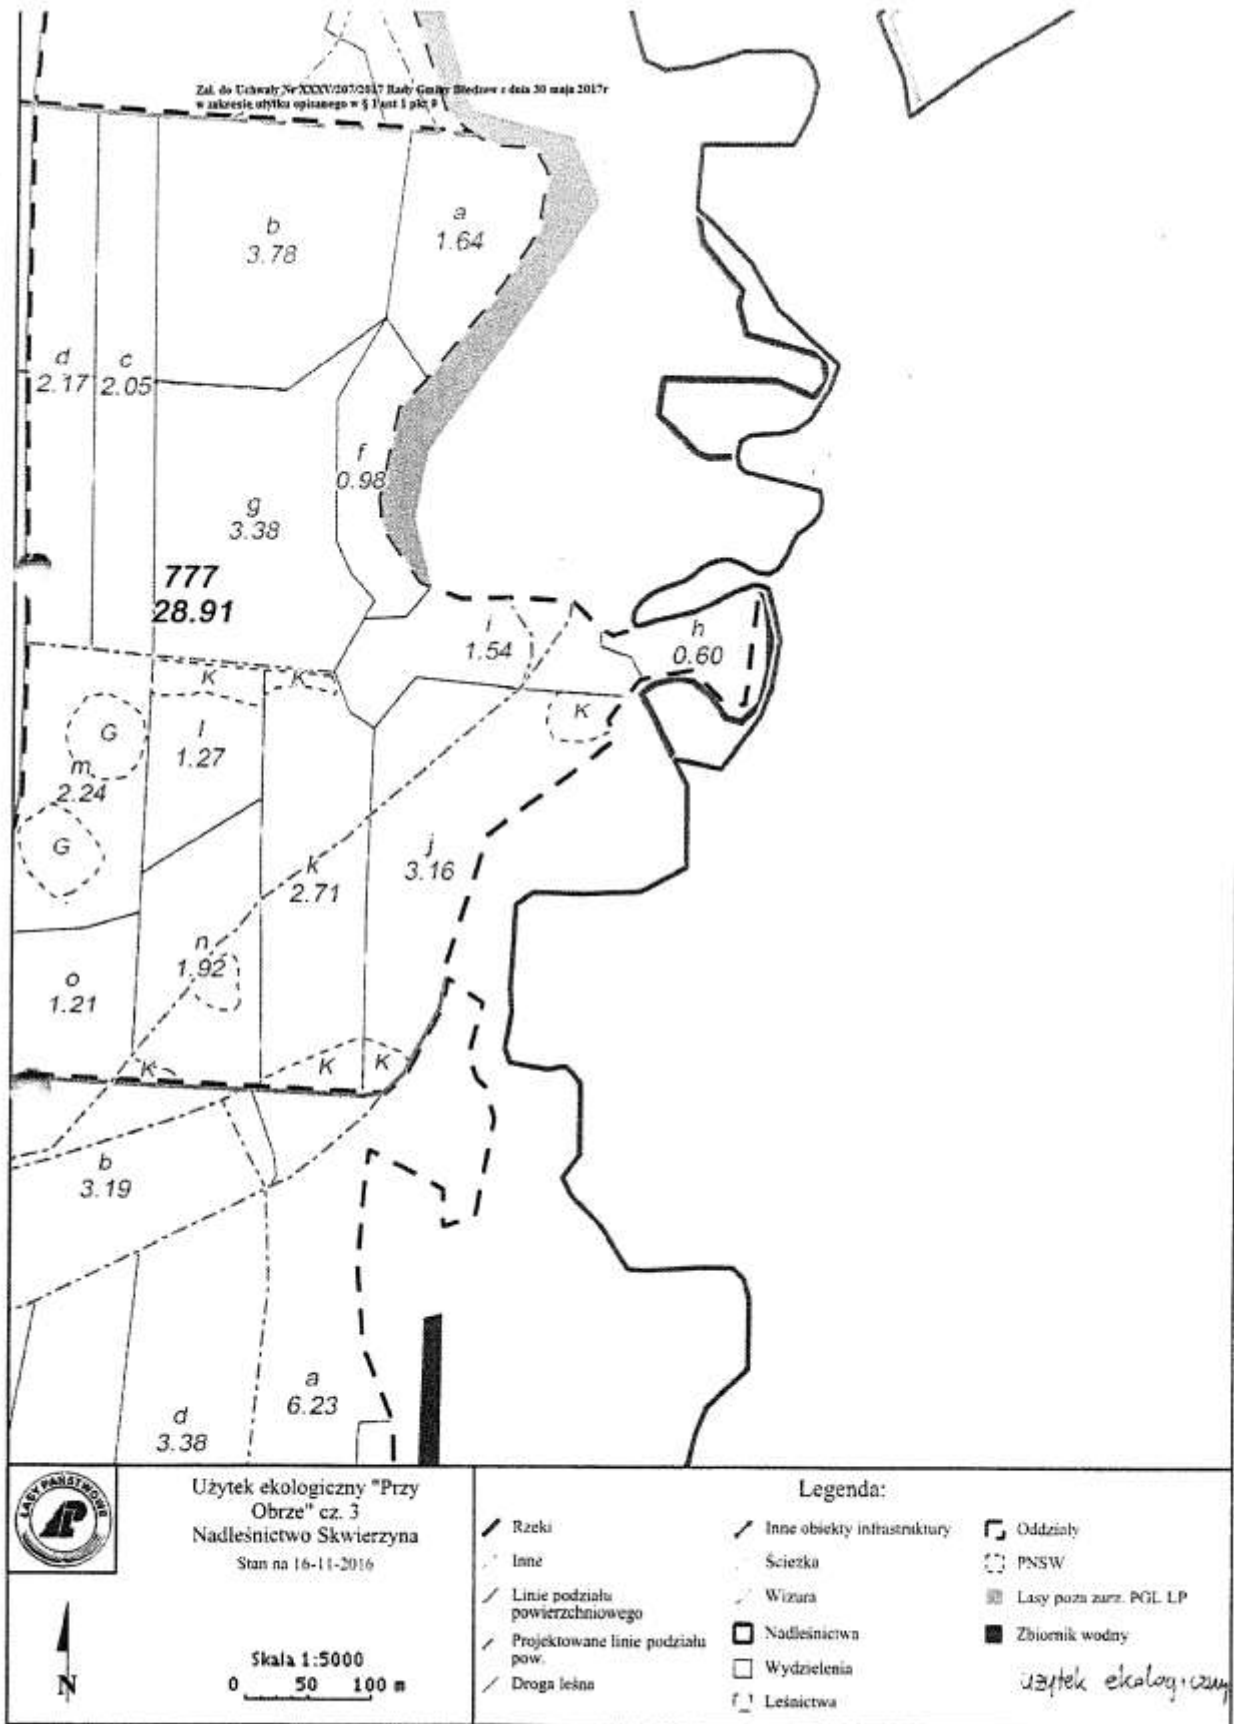 Zał. do Uchwały Nr XXXV/207/2017 Rady Gminy Bledzew z dnia 30 maja 2017r
w zakresie użytku opisanego w § 1 ust 1 pkt 9
b
3.78
a
1.64
d
2.17
c
2.05
f
0.98
g
3.38
777
28.91
i
1.54
h
0.60
K
K
K
G
l
1.27
m
2.24
G
j
3.16
k
2.71
n
1.92
o
1.21
K
K
K
b
3.19
a
6.23
d
3.38
LASY PAŃSTWOWE
Użytek ekologiczny "Przy
Obrze" cz. 3
Nadleśnictwo Skwierzyna
Stan na 16-11-2016
N
Skala 1:5000
0 50 100 m
Legenda:
Rzeki
Inne
Linie podziału
powierzchniowego
Projektowane linie podziału
pow.
Droga leśna
Inne obiekty infrastruktury
Ścieżka
Wizura
Nadleśnictwa
Wydzielenia
Leśnictwa
Oddziały
PNSW
Lasy poza zarz. PGL LP
Zbiornik wodny
użytek ekologiczny